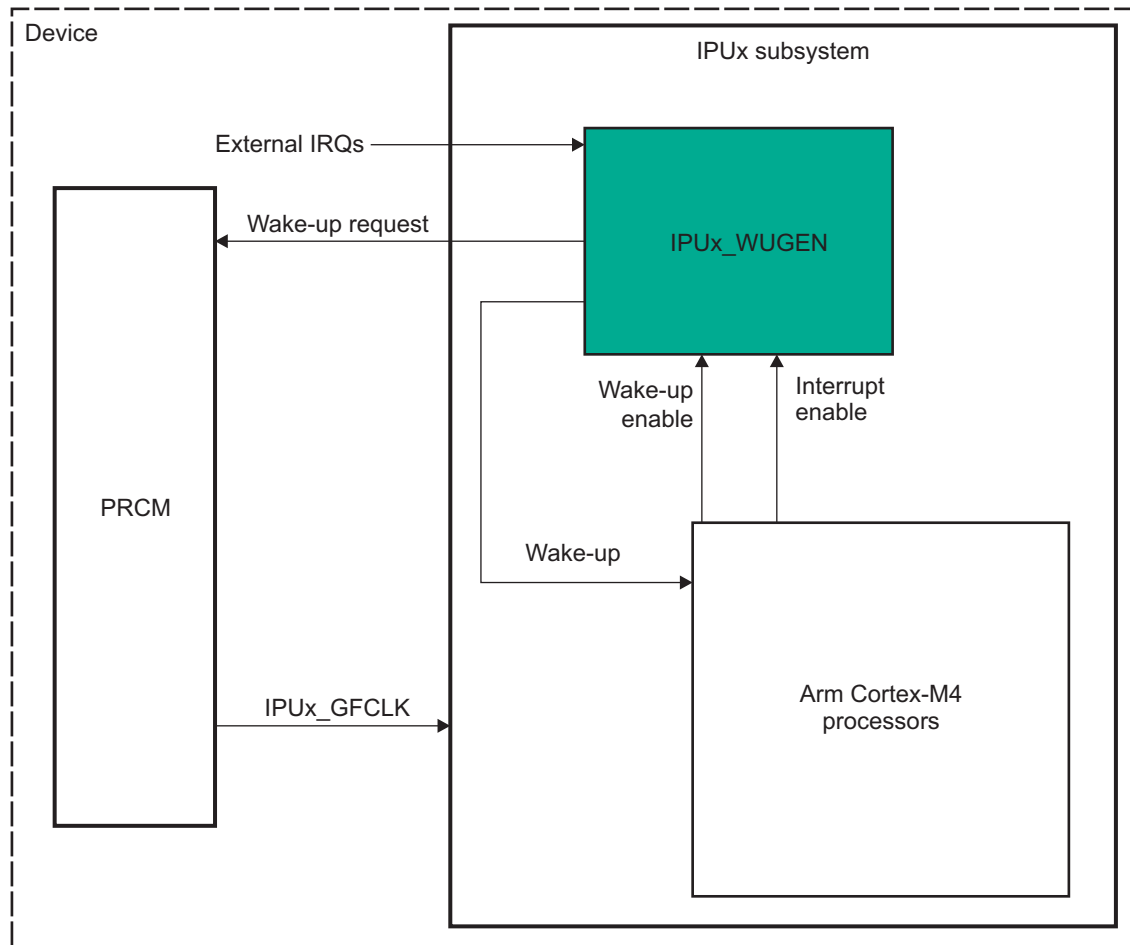 Device
IPUx subsystem
External IRQs
Wake-up request
IPUx_WUGEN
Wake-up
enable
Interrupt
enable
PRCM
Wake-up
IPUx_GFCLK
Arm Cortex-M4
processors